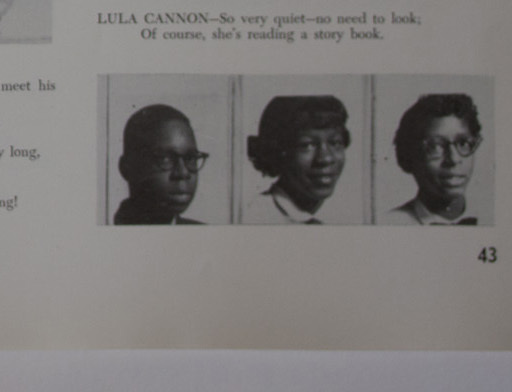 LULA CANNON—So very quiet—no need to look;
Of course, she's reading a story book.
meet his
long,
43